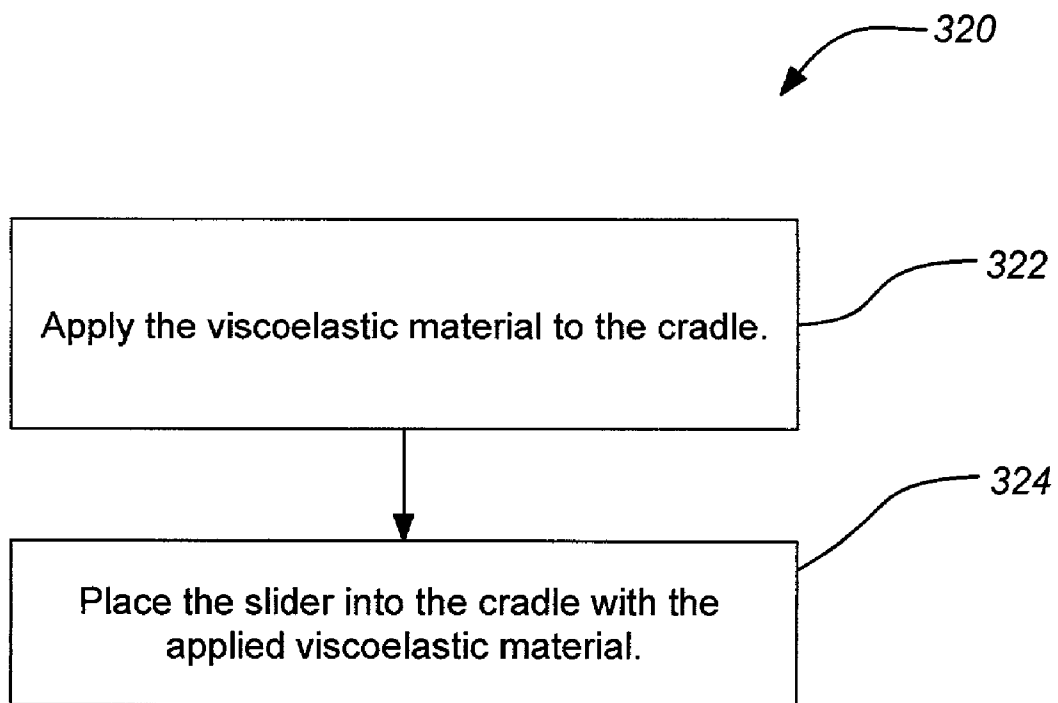 320
322
Apply the viscoelastic material to the cradle.
324
Place the slider into the cradle with the
applied viscoelastic material.